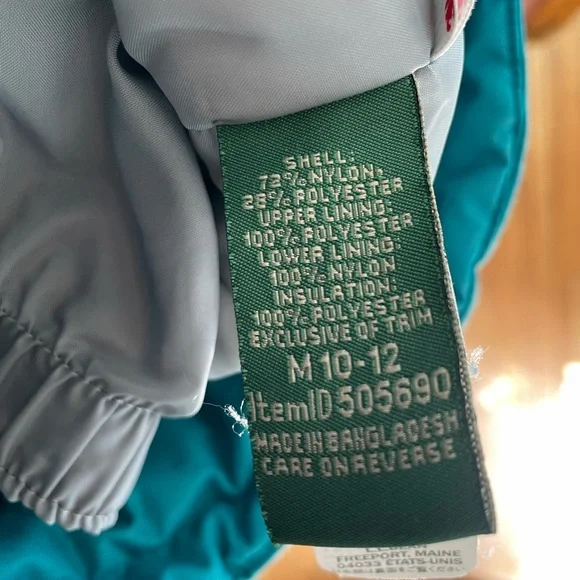 SHELL:
72% NYLON,
28% POLYESTER
UPPER LINING:
100% POLYESTER
LOWER LINING:
100% NYLON
INSULATION:
100% POLYESTER
EXCLUSIVE OF TRIM
M 10-12
ItemID 505690
MADE IN BANGLADESH
CARE ON REVERSE
L.L.BEAN
FREEPORT, MAINE
04033 ÉTATS-UNIS